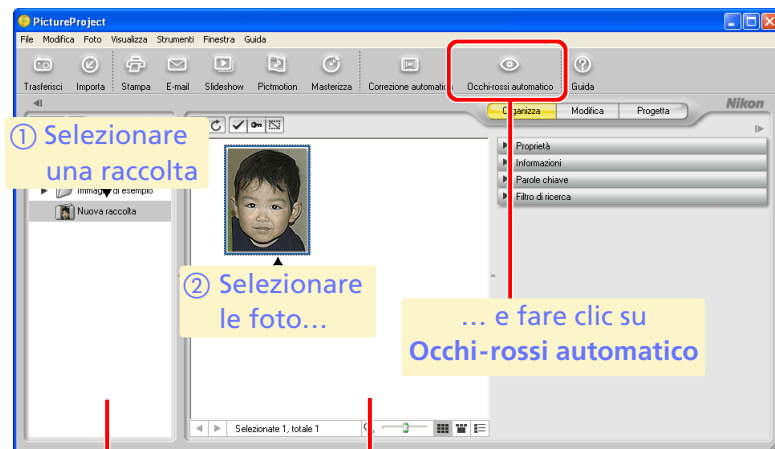 PictureProject
File Modifica Foto Visualizza Strumenti Finestra Guida
Trasferisci Importa Stampa E-mail Slideshow Pictmotion Masterizza Correzione automatica Occhi-rossi automatico Guida
Organizza Modifica Progetta Nikon
① Selezionare
una raccolta
Proprietà
Informazioni
Parole chiave
Filtro di ricerca
Immagini di esempio
Nuova raccolta
② Selezionare
le foto...
... e fare clic su
Occhi-rossi automatico
Selezionate 1, totale 1